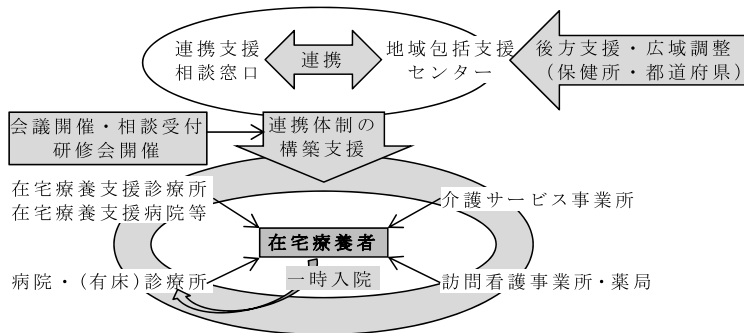 連携支援
相談窓口
連携
地域包括支援
センター
後方支援・広域調整
(保健所・都道府県)
会議開催・相談受付
研修会開催
連携体制の
構築支援
在宅療養支援診療所
在宅療養支援病院等
介護サービス事業所
在宅療養者
病院・(有床)診療所
一時入院
訪問看護事業所・薬局